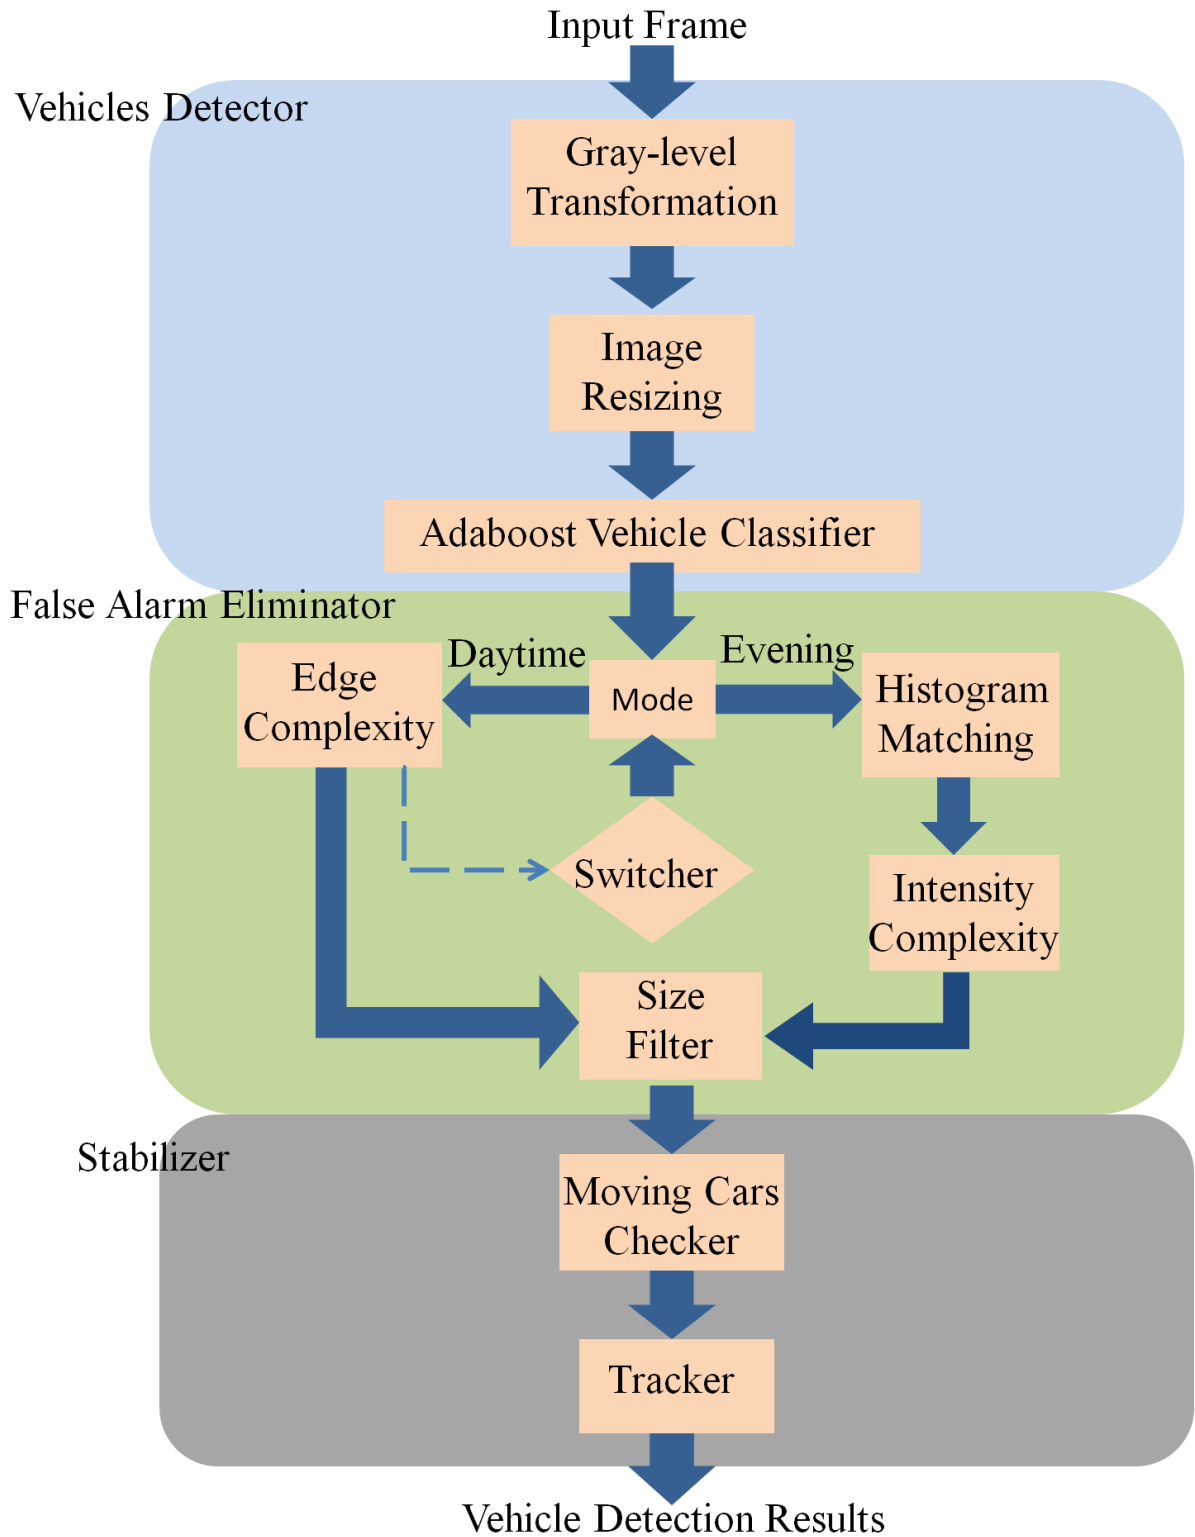 Input Frame
Vehicles Detector
Gray-level
Transformation
Image
Resizing
Adaboost Vehicle Classifier
False Alarm Eliminator
Daytime
Evening
Edge
Complexity
Mode
Histogram
Matching
Switcher
Intensity
Complexity
Size
Filter
Stabilizer
Moving Cars
Checker
Tracker
Vehicle Detection Results